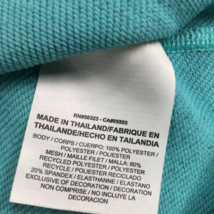 RN#56323 - CA#05553
MADE IN THAILAND/FABRIQUÉ EN
THAÏLANDE/HECHO EN TAILANDIA
BODY / CORPS / CUERPO: 100% POLYESTER /
POLYESTER / POLIÉSTER
MESH / MAILLE FILET / MALLA: 80%
RECYCLED POLYESTER / POLYESTER
RECYCLÉ / POLIÉSTER RECICLADO /
20% SPANDEX / ÉLASTHANNE / ELASTANO
EXCLUSIVE OF DECORATION / DÉCORATION
NON COMPRISE / NO INCLUYE LA
DECORACIÓN